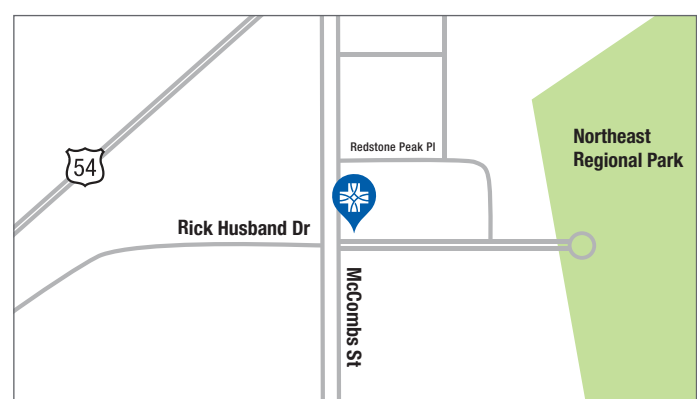 Redstone Peak Pl
Northeast
Regional Park
54
Rick Husband Dr
McCombs St